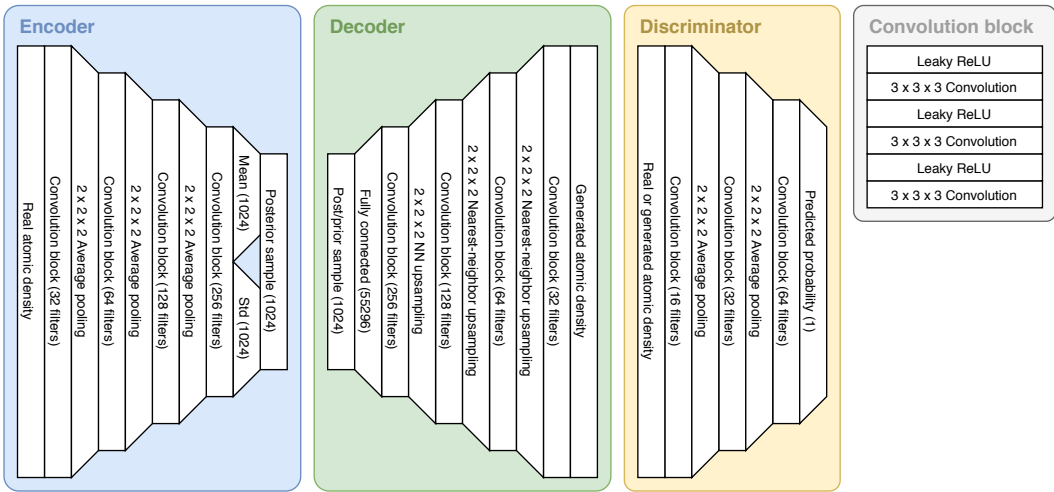 Encoder
Real atomic density
Convolution block (32 filters)
2 x 2 x 2 Average pooling
Convolution block (64 filters)
2 x 2 x 2 Average pooling
Convolution block (128 filters)
2 x 2 x 2 Average pooling
Convolution block (256 filters)
Mean (1024)
Std (1024)
Posterior sample (1024)
Decoder
Post/prior sample (1024)
Fully connected (55296)
Convolution block (256 filters)
2 x 2 x 2 NN upsampling
Convolution block (128 filters)
2 x 2 x 2 Nearest-neighbor upsampling
Convolution block (64 filters)
2 x 2 x 2 Nearest-neighbor upsampling
Convolution block (32 filters)
Generated atomic density
Discriminator
Real or generated atomic density
Convolution block (16 filters)
2 x 2 x 2 Average pooling
Convolution block (32 filters)
2 x 2 x 2 Average pooling
Convolution block (64 filters)
Predicted probability (1)
Convolution block
Leaky ReLU
3 x 3 x 3 Convolution
Leaky ReLU
3 x 3 x 3 Convolution
Leaky ReLU
3 x 3 x 3 Convolution